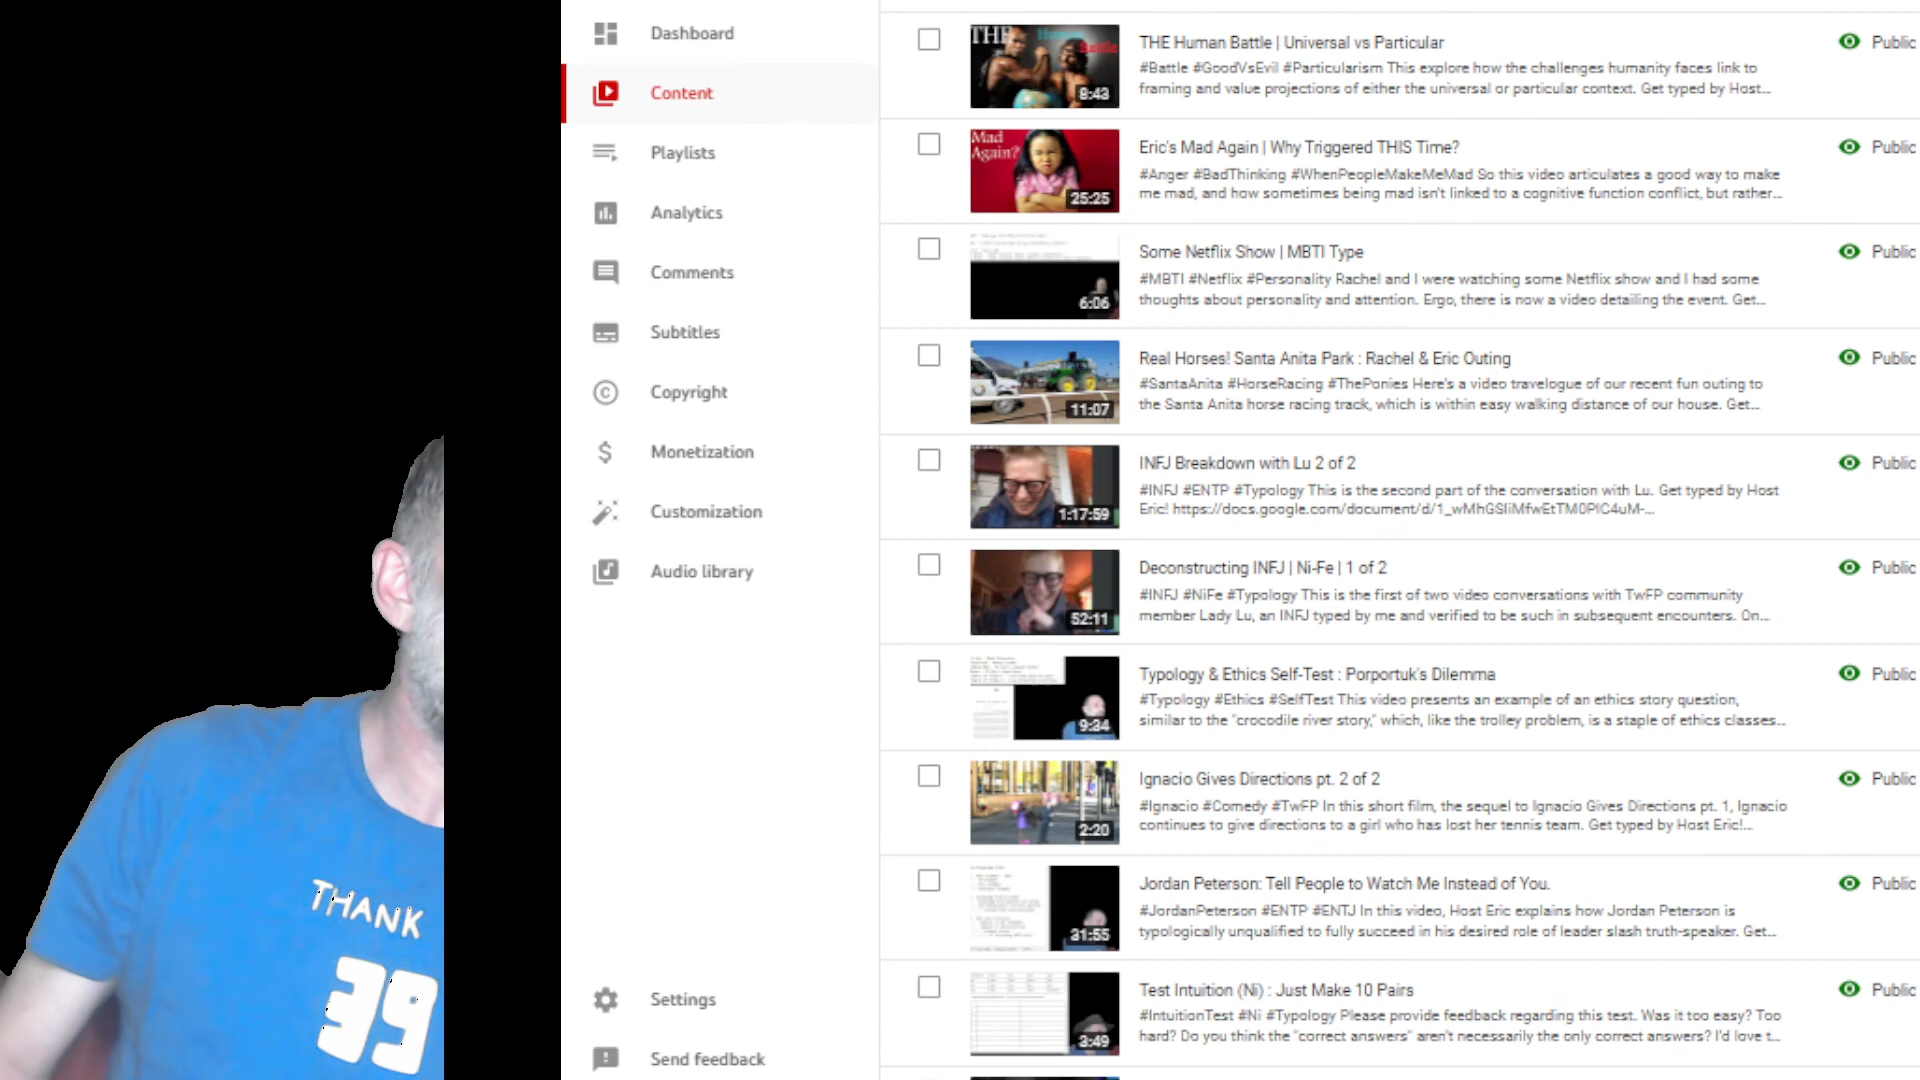 Dashboard
Content
Playlists
Analytics
Comments
Subtitles
Copyright
Monetization
Customization
Audio library
Settings
Send feedback
THE Human Battle
8:43
THE Human Battle | Universal vs Particular
#Battle #GoodVsEvil #Particularism This explore how the challenges humanity faces link to
framing and value projections of either the universal or particular context. Get typed by Host...
Public
Mad
Again?
25:25
Eric's Mad Again | Why Triggered THIS Time?
#Anger #BadThinking #WhenPeopleMakeMeMad So this video articulates a good way to make
me mad, and how sometimes being mad isn't linked to a cognitive function conflict, but rather...
Public
6:06
Some Netflix Show | MBTI Type
#MBTI #Netflix #Personality Rachel and I were watching some Netflix show and I had some
thoughts about personality and attention. Ergo, there is now a video detailing the event. Get...
Public
11:07
Real Horses! Santa Anita Park : Rachel & Eric Outing
#SantaAnita #HorseRacing #ThePonies Here's a video travelogue of our recent fun outing to
the Santa Anita horse racing track, which is within easy walking distance of our house. Get...
Public
1:17:59
INFJ Breakdown with Lu 2 of 2
#INFJ #ENTP #Typology This is the second part of the conversation with Lu. Get typed by Host
Eric!
Public
52:11
Deconstructing INFJ | Ni-Fe | 1 of 2
#INFJ #NiFe #Typology This is the first of two video conversations with TwFP community
member Lady Lu, an INFJ typed by me and verified to be such in subsequent encounters. On...
Public
9:34
Typology & Ethics Self-Test : Porportuk's Dilemma
#Typology #Ethics #SelfTest This video presents an example of an ethics story question,
similar to the "crocodile river story," which, like the trolley problem, is a staple of ethics classes...
Public
2:20
Ignacio Gives Directions pt. 2 of 2
#Ignacio #Comedy #TwFP In this short film, the sequel to Ignacio Gives Directions pt. 1, Ignacio
continues to give directions to a girl who has lost her tennis team. Get typed by Host Eric!...
Public
31:55
Jordan Peterson: Tell People to Watch Me Instead of You.
#JordanPeterson #ENTP #ENTJ In this video, Host Eric explains how Jordan Peterson is
typologically unqualified to fully succeed in his desired role of leader slash truth-speaker. Get...
Public
3:49
Test Intuition (Ni) : Just Make 10 Pairs
#IntuitionTest #Ni #Typology Please provide feedback regarding this test. Was it too easy? Too
hard? Do you think the "correct answers" aren't necessarily the only correct answers? I'd love t...
Public
THANK
39